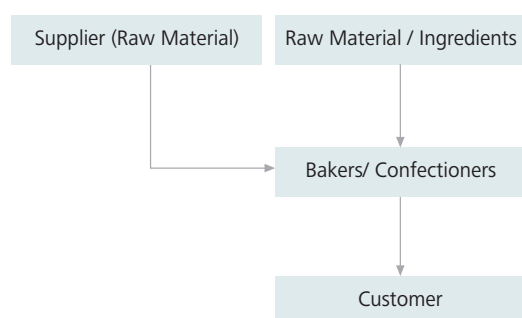 Supplier (Raw Material)
Raw Material / Ingredients
Bakers/ Confectioners
Customer